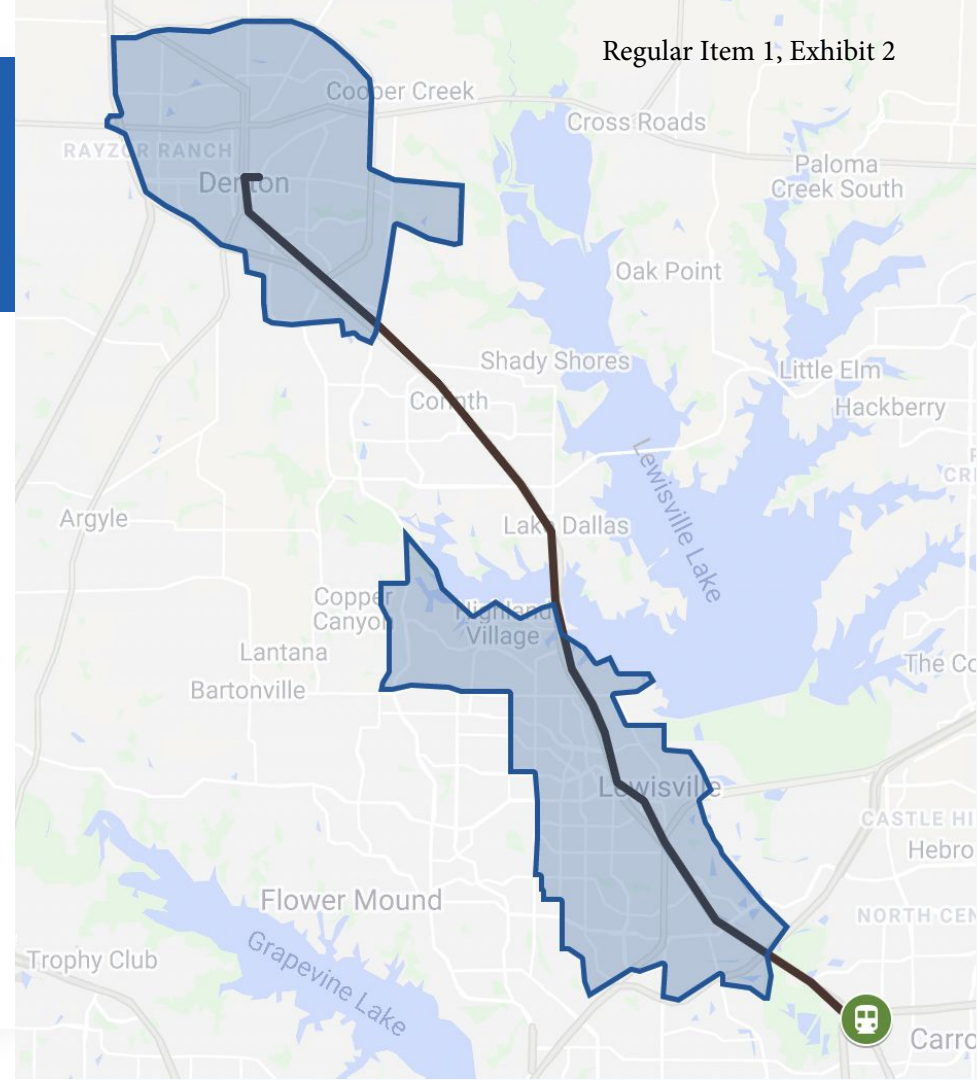 Regular Item 1, Exhibit 2
Cooper Creek
Cross Roads
RAYZOR RANCH
Denton
Paloma
Creek South
Oak Point
Shady Shores
Little Elm
Corinth
Hackberry
CRE
Lewisville Lake
Argyle
Lake Dallas
Copper
Canyon
Highland
Village
Lantana
The Co
Bartonville
Lewisville
CASTLE HI
Hebro
Flower Mound
NORTH CEN
Grapevine Lake
Trophy Club
Carro